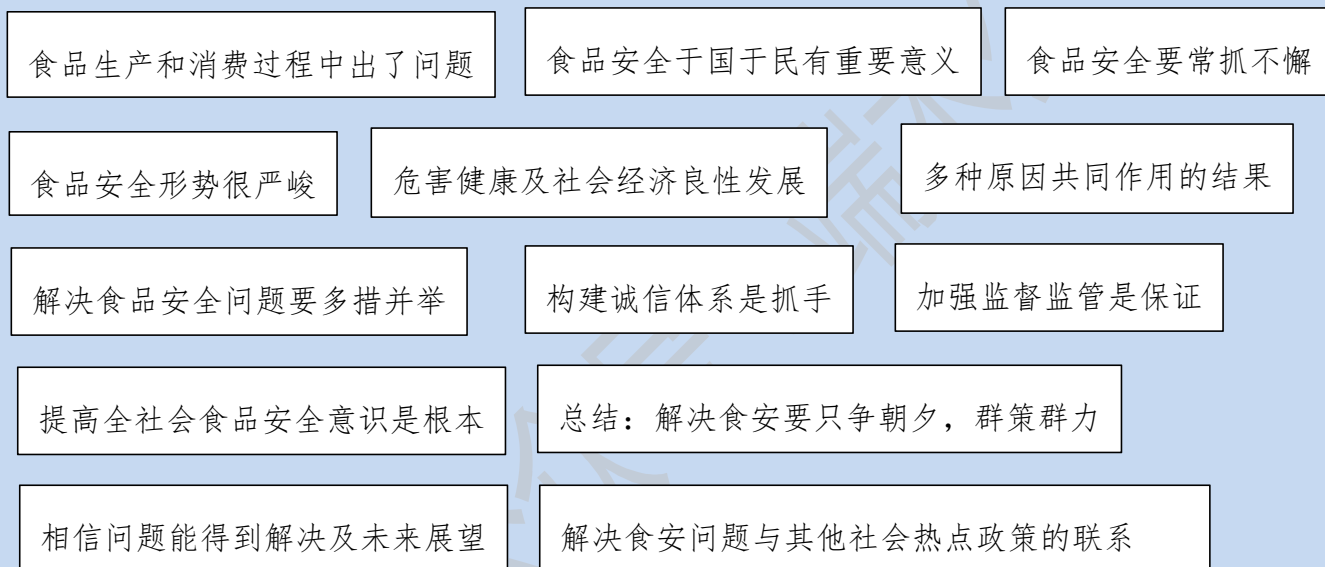 食品生产和消费过程中出了问题
食品安全于国于民有重要意义
食品安全要常抓不懈
食品安全形势很严峻
危害健康及社会经济良性发展
多种原因共同作用的结果
解决食品安全问题要多措并举
构建诚信体系是抓手
加强监督监管是保证
提高全社会食品安全意识是根本
总结：解决食安要只争朝夕，群策群力
相信问题能得到解决及未来展望
解决食安问题与其他社会热点政策的联系